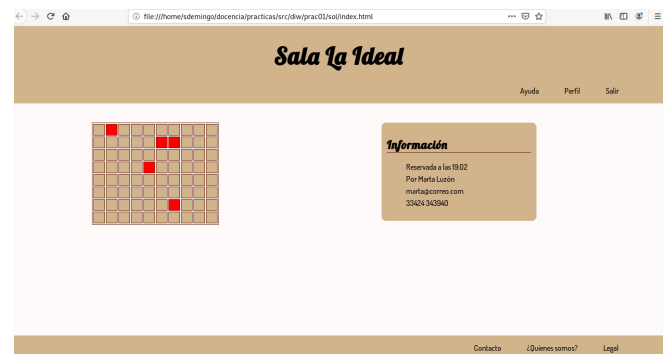 file:///home/sdemingo/docencia/practicas/src/diw/prac01/sol/index.html
Sala La Ideal
Ayuda Perfil Salir
Información
Reservada a las 19:02
Por Marta Luzón
marta@correo.com
33424 343940
Contacto ¿Quienes somos? Legal